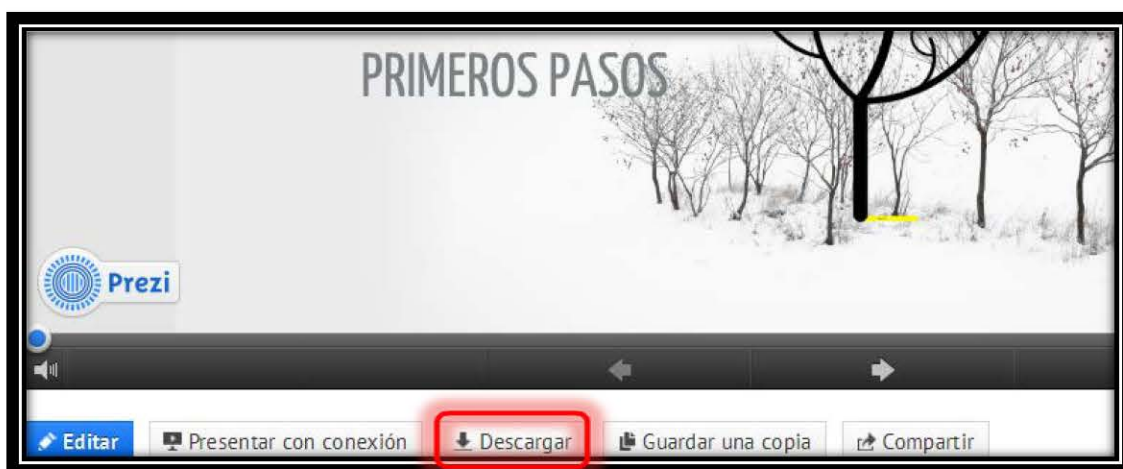 PRIMEROS PASOS
Prezi
Editar Presentar con conexión Descargar Guardar una copia Compartir